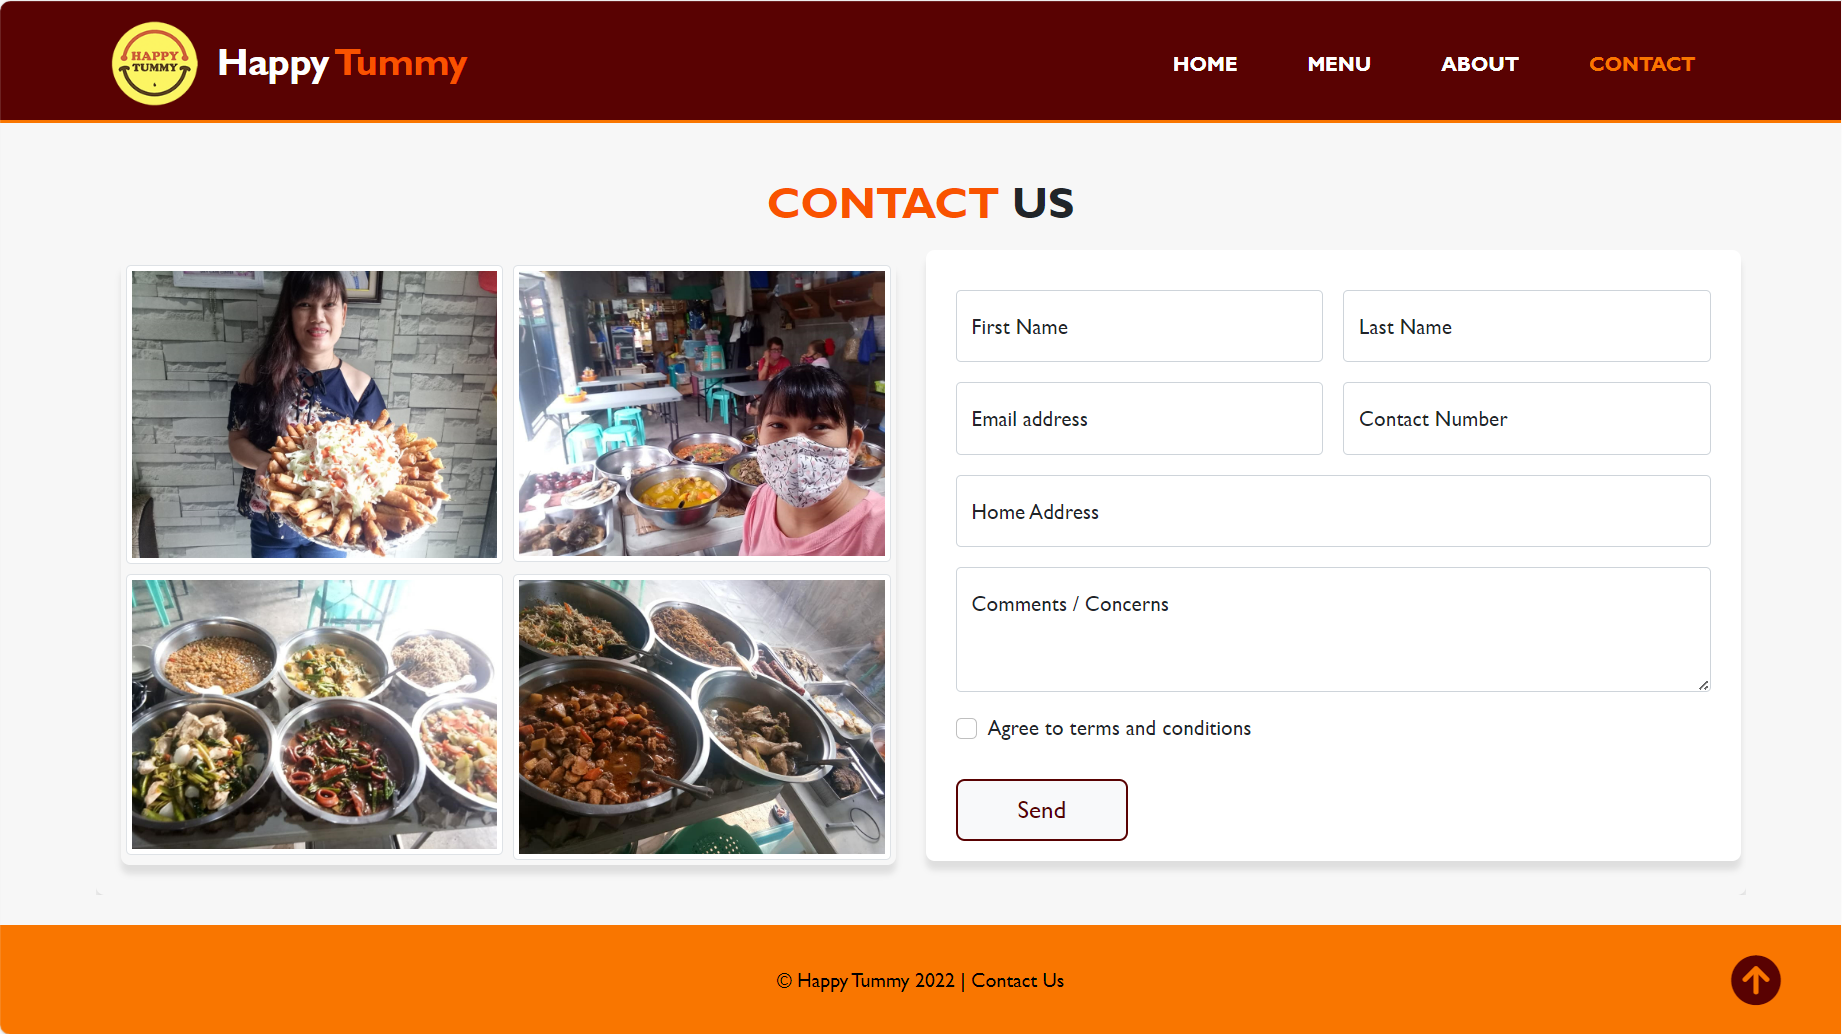 HAPPY
TUMMY
Happy Tummy
HOME
MENU
ABOUT
CONTACT
CONTACT US
First Name
Last Name
Email address
Contact Number
Home Address
Comments / Concerns
Agree to terms and conditions
Send
© Happy Tummy 2022 | Contact Us